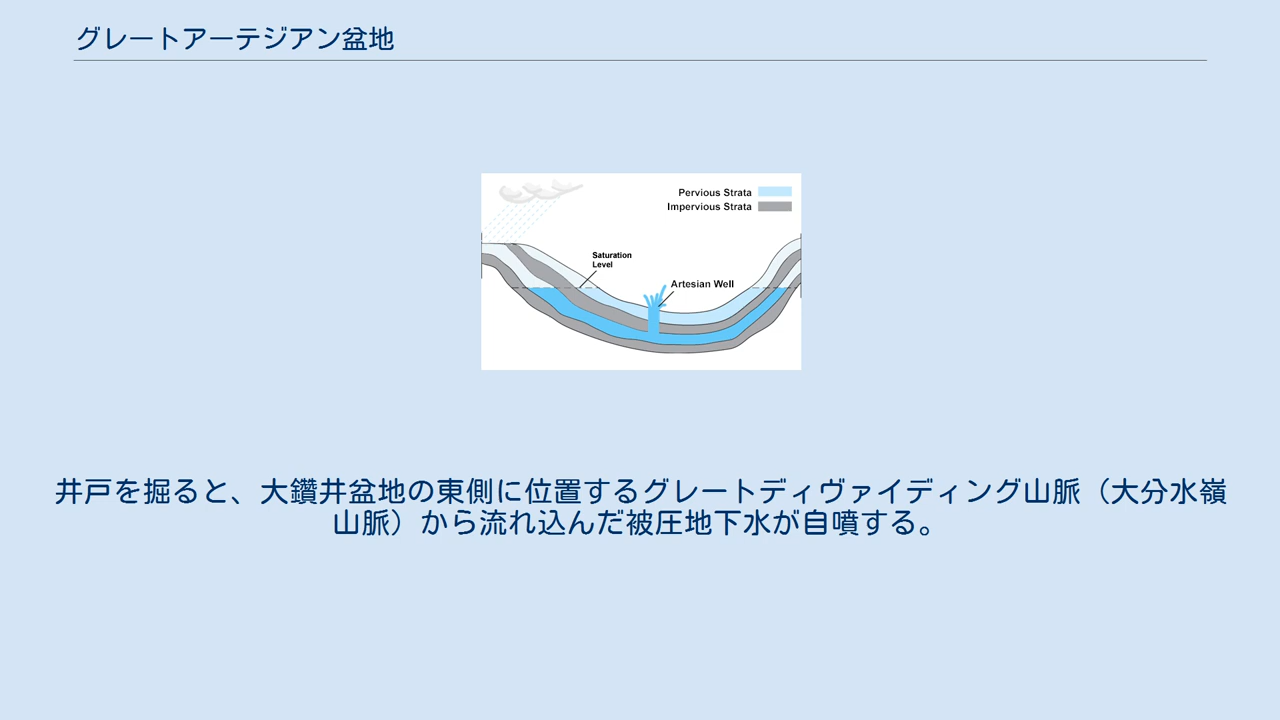 グレートアーテジアン盆地
Pervious Strata
Impervious Strata
Saturation
Level
Artesian Well
井戸を掘ると、大鑽井盆地の東側に位置するグレートディヴァイディング山脈（大分水嶺
山脈）から流れ込んだ被圧地下水が自噴する。